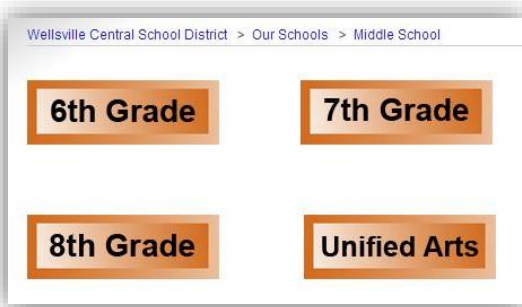 Wellsville Central School District > Our Schools > Middle School
6th Grade 7th Grade
8th Grade Unified Arts